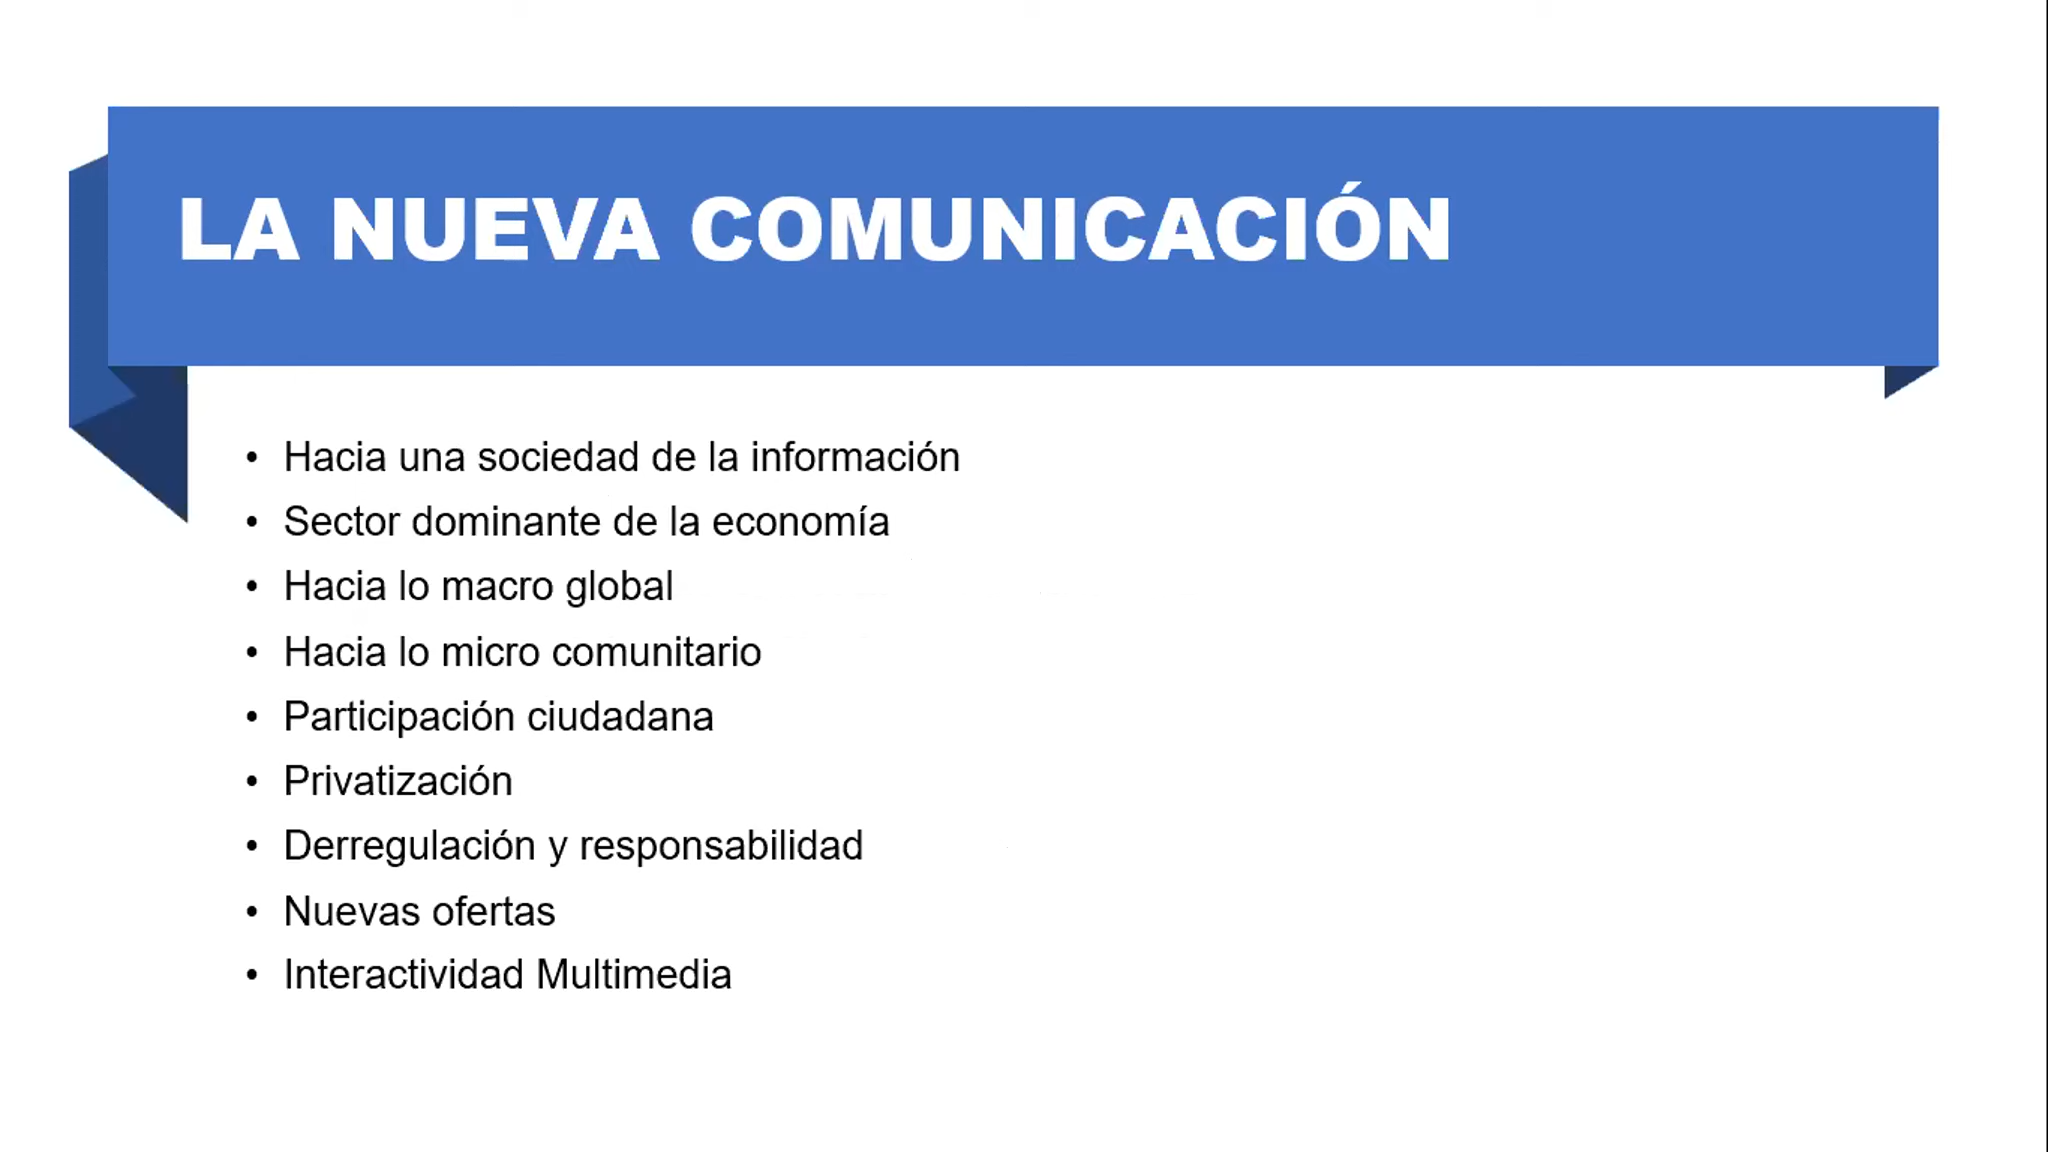 LA NUEVA COMUNICACIÓN
• Hacia una sociedad de la información
• Sector dominante de la economía
• Hacia lo macro global
• Hacia lo micro comunitario
• Participación ciudadana
• Privatización
• Derregulación y responsabilidad
• Nuevas ofertas
• Interactividad Multimedia